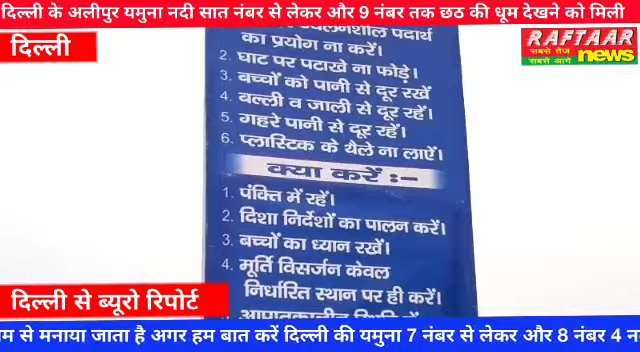 दिल्ली के अलीपुर यमुना नदी सात नंबर से लेकर और 9 नंबर तक छठ की धूम देखने को मिली
दिल्ली
RAFTAAR
सबसे तेज
सबसे आगे
news
पदार्थ
का प्रयोग ना करें।
2. घाट पर पटाखे ना फोड़े।
3. बच्चों को पानी से दूर रखें
4. बल्ली व जाली से दूर रहें।
5. गहरे पानी से दूर रहें।
6. प्लास्टिक के थैले ना लाऐं।
क्या करें :-
1. पंक्ति में रहें।
2. दिशा निर्देशों का पालन करें।
3. बच्चों का ध्यान रखें।
4. मूर्ति विसर्जन केवल
निर्धारित स्थान पर ही करें।
दिल्ली से ब्यूरो रिपोर्ट
से मनाया जाता है अगर हम बात करें दिल्ली की यमुना 7 नंबर से लेकर और 8 नंबर 4